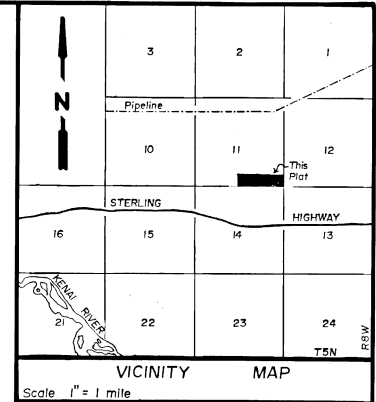 3 2 1
N
Pipeline
10 11 12
This
Plat
STERLING
HIGHWAY
16 15 14 13
KENAI RIVER
21 22 23 24
T5N
R8W
VICINITY MAP
Scale 1" = 1 mile